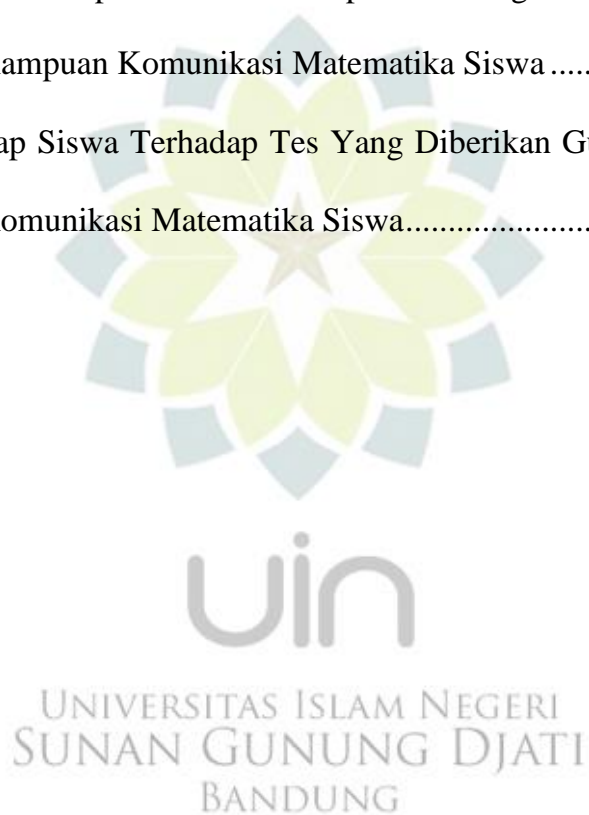 ampuan Komunikasi Matematika Siswa .....
ap Siswa Terhadap Tes Yang Diberikan Gu
omunikasi Matematika Siswa......................
uin
UNIVERSITAS ISLAM NEGERI
SUNAN GUNUNG DJATI
BANDUNG